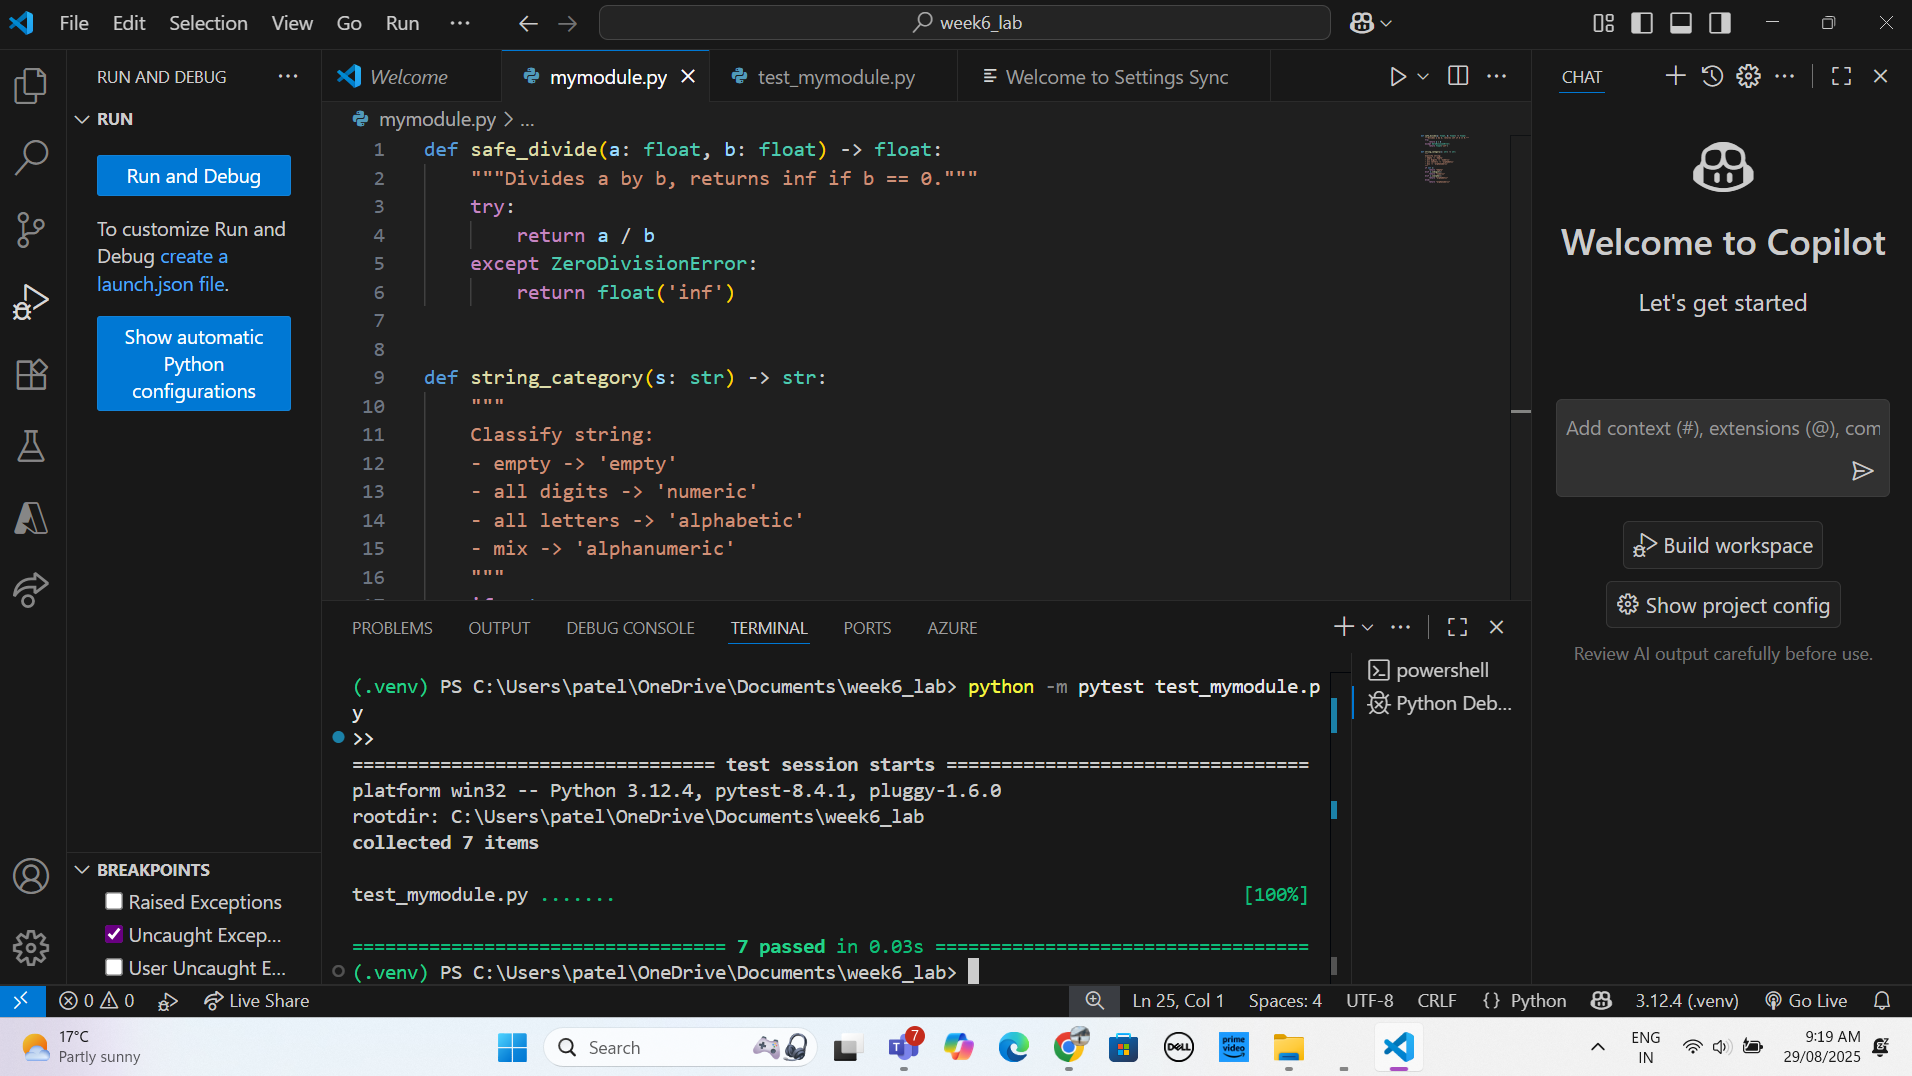 File Edit Selection View Go Run ...
week6_lab
RUN AND DEBUG
RUN
Run and Debug
To customize Run and
Debug create a
launch.json file.
Show automatic
Python
configurations
BREAKPOINTS
Raised Exceptions
Uncaught Excep...
User Uncaught E...
Welcome mymodule.py test_mymodule.py Welcome to Settings Sync
mymodule.py > ...
1 def safe_divide(a: float, b: float) -> float:
2 """Divides a by b, returns inf if b == 0."""
3 try:
4 return a / b
5 except ZeroDivisionError:
6 return float('inf')
7
8
9 def string_category(s: str) -> str:
10 """
11 Classify string:
12 - empty -> 'empty'
13 - all digits -> 'numeric'
14 - all letters -> 'alphabetic'
15 - mix -> 'alphanumeric'
16 """
PROBLEMS OUTPUT DEBUG CONSOLE TERMINAL PORTS AZURE
(.venv) PS C:\Users\patel\OneDrive\Documents\week6_lab> python -m pytest test_mymodule.p
y
>>
================================= test session starts =================================
platform win32 -- Python 3.12.4, pytest-8.4.1, pluggy-1.6.0
rootdir: C:\Users\patel\OneDrive\Documents\week6_lab
collected 7 items
test_mymodule.py ....... [100%]
================================== 7 passed in 0.03s ==================================
(.venv) PS C:\Users\patel\OneDrive\Documents\week6_lab>
powershell
Python Deb...
CHAT
Welcome to Copilot
Let's get started
Add context (#), extensions (@), com
Build workspace
Show project config
Review AI output carefully before use.
0 0 Live Share Ln 25, Col 1 Spaces: 4 UTF-8 CRLF {} Python 3.12.4 (.venv) Go Live
17°C
Partly sunny
Search
7
DELL
prime
video
ENG
IN
9:19 AM
29/08/2025